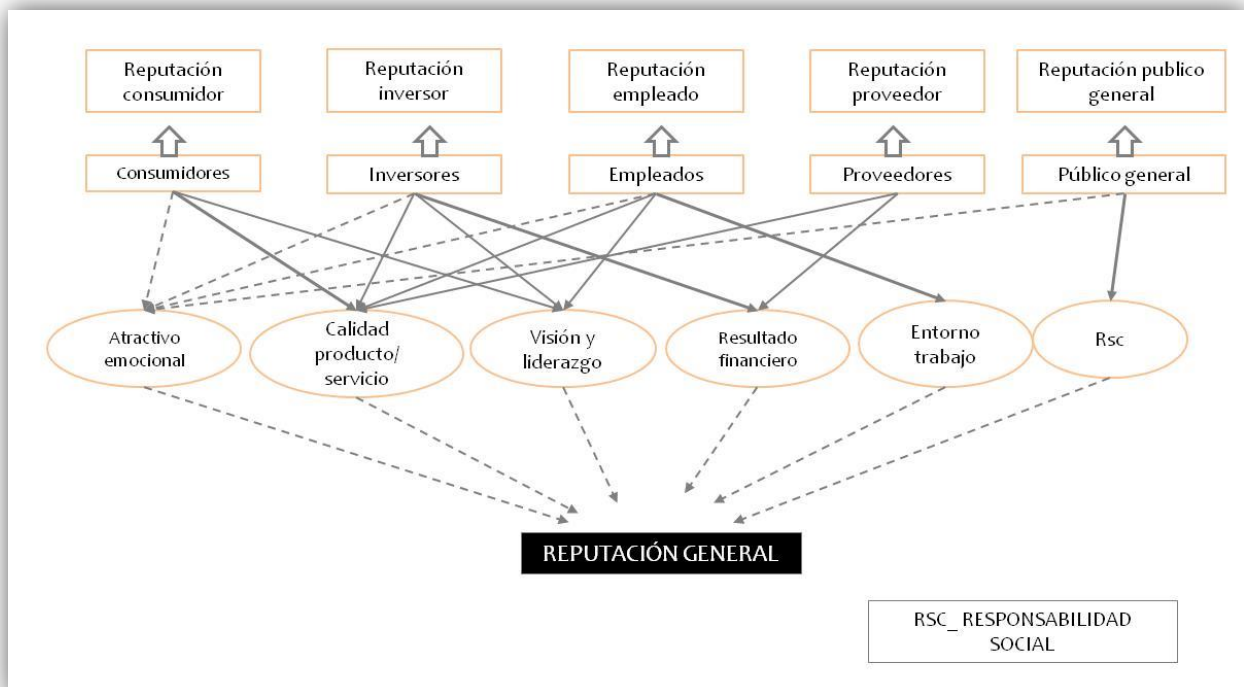 Reputación
consumidor
Reputación
inversor
Reputación
empleado
Reputación
proveedor
Reputación publico
general
Consumidores
Inversores
Empleados
Proveedores
Público general
Atractivo
emocional
Calidad
producto/
servicio
Visión y
liderazgo
Resultado
financiero
Entorno
trabajo
Rsc
REPUTACIÓN GENERAL
RSC_ RESPONSABILIDAD
SOCIAL